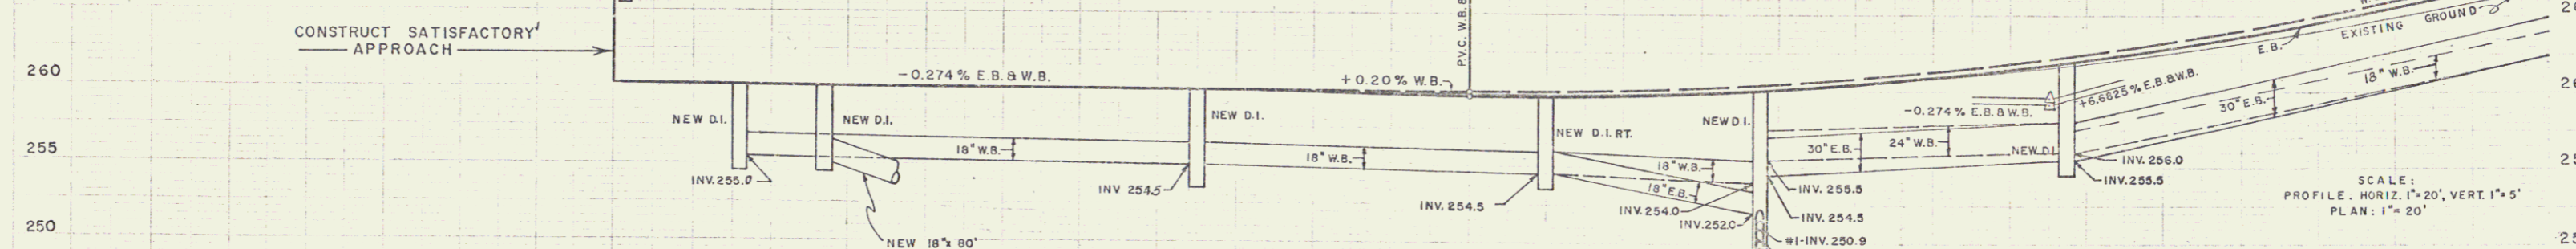 CONSTRUCT SATISFACTORY
APPROACH
260
255
250
-0.274% E.B. & W.B.
+0.20% W.B.
P.V.C. W.B. &
NEW D.I.
NEW D.I.
NEW D.I.
NEW D.I. RT.
NEW D.I.
NEW D.I.
INV. 255.0
18" W.B.
NEW 18" x 80'
INV 254.5
18" W.B.
INV. 254.5
18" W.B.
18" E.B.
INV. 254.0
INV. 252.0
INV. 255.5
INV. 254.5
#1-INV. 250.9
30" E.B.
24" W.B.
-0.274% E.B. & W.B.
+6.6825% E.B. & W.B.
INV. 256.0
INV. 255.5
30" E.B.
18" W.B.
E.B.
EXISTING GROUND
SCALE:
PROFILE. HORIZ. 1"= 20', VERT. 1"= 5'
PLAN: 1"= 20'